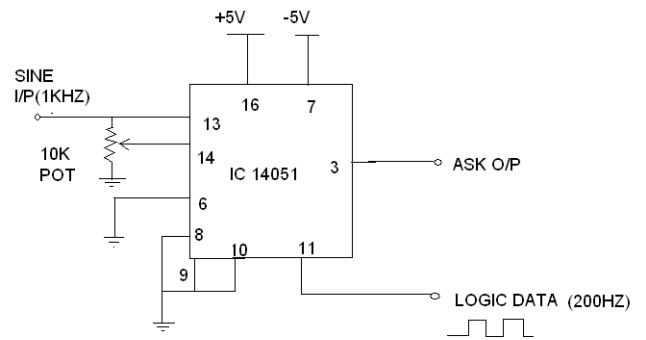 +5V
-5V
SINE
I/P(1KHZ)
16
7
13
10K
POT
14
IC 14051
3
ASK O/P
6
8
10
11
9
LOGIC DATA (200HZ)